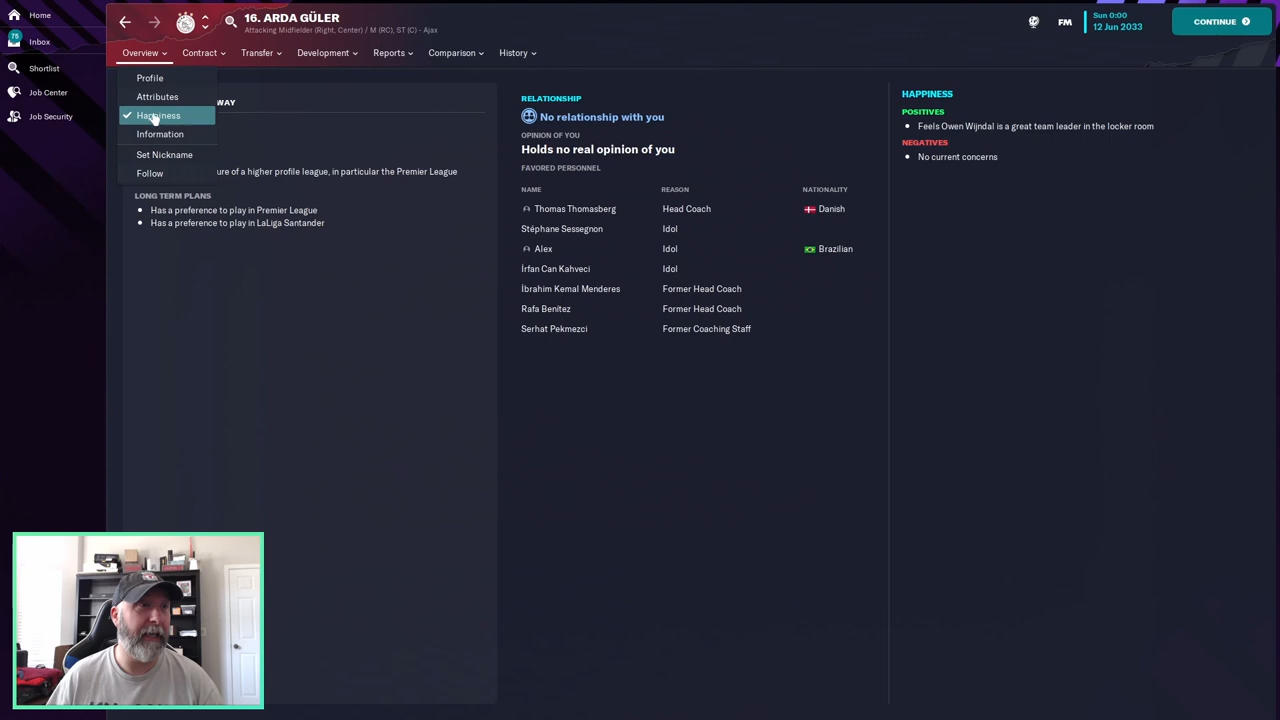 Home
75
Inbox
Shortlist
Job Center
Job Security
16. ARDA GÜLER
Attacking Midfielder (Right, Center) / M (RC), ST (C) - Ajax
FM
Sun 0:00
12 Jun 2033
CONTINUE
Overview
Contract
Transfer
Development
Reports
Comparison
History
Profile
Attributes
Happiness
Information
Set Nickname
Follow
WAY
ure of a higher profile league, in particular the Premier League
LONG TERM PLANS
Has a preference to play in Premier League
Has a preference to play in LaLiga Santander
RELATIONSHIP
No relationship with you
OPINION OF YOU
Holds no real opinion of you
FAVORED PERSONNEL
NAME REASON NATIONALITY
Thomas Thomasberg Head Coach Danish
Stéphane Sessegnon Idol
Alex Idol Brazilian
İrfan Can Kahveci Idol
İbrahim Kemal Menderes Former Head Coach
Rafa Benítez Former Head Coach
Serhat Pekmezci Former Coaching Staff
HAPPINESS
POSITIVES
Feels Owen Wijndal is a great team leader in the locker room
NEGATIVES
No current concerns